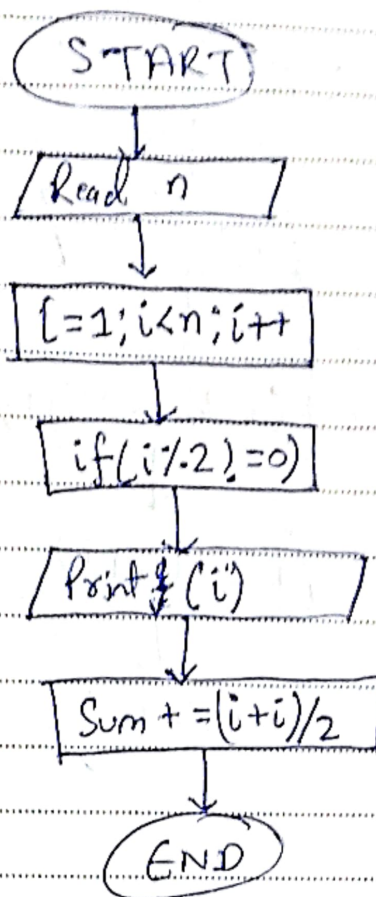 START
Read n
i=1; i<n; i++
if(i%2)!=0)
Print (i)
Sum + =(i+i)/2
END